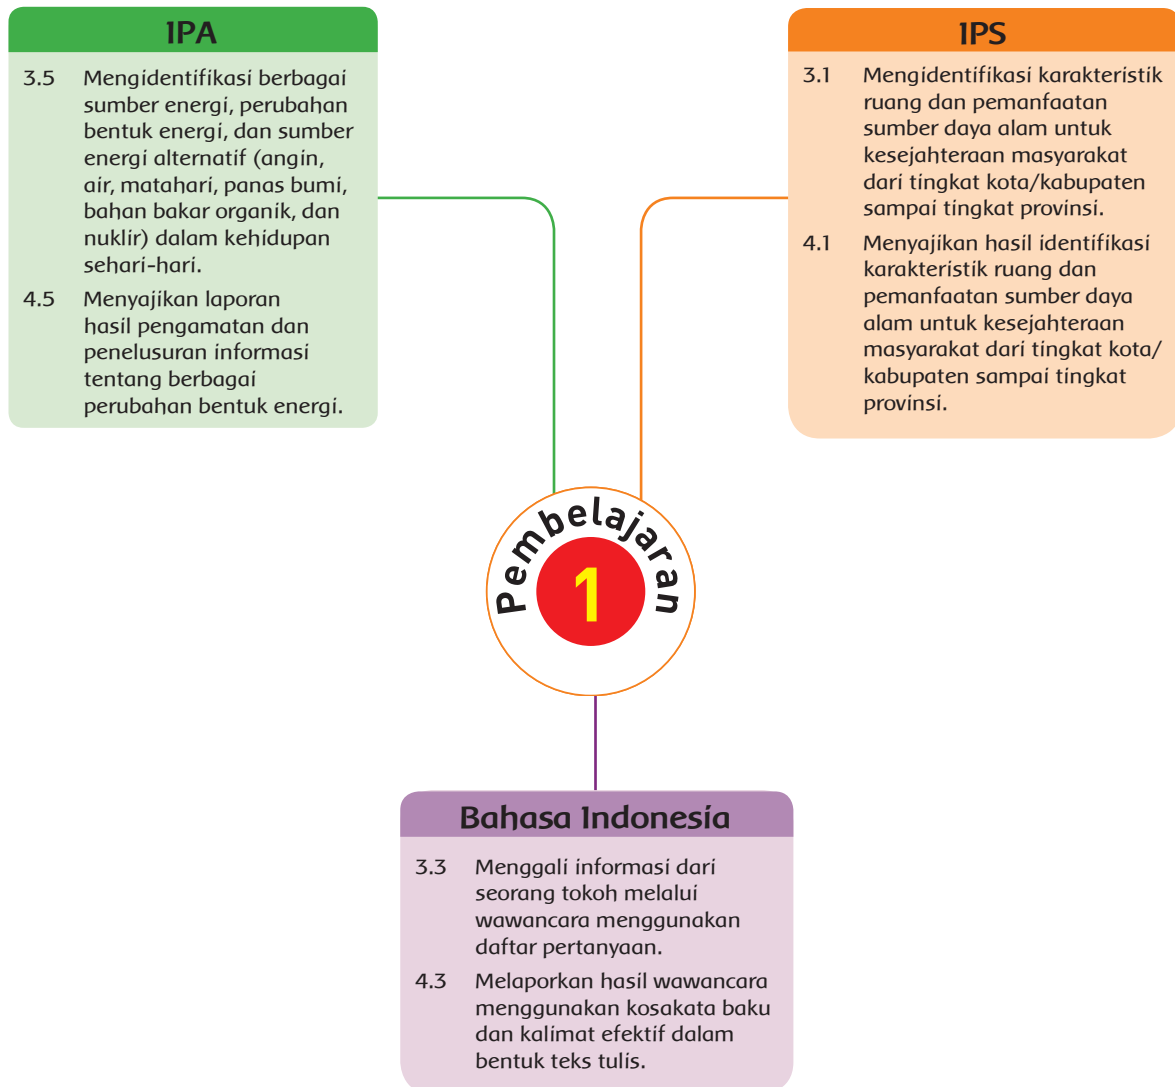 IPA
3.5 Mengidentifikasi berbagai
sumber energi, perubahan
bentuk energi, dan sumber
energi alternatif (angin,
air, matahari, panas bumi,
bahan bakar organik, dan
nuklir) dalam kehidupan
sehari-hari.
4.5 Menyajikan laporan
hasil pengamatan dan
penelusuran informasi
tentang berbagai
perubahan bentuk energi.
IPS
3.1 Mengidentifikasi karakteristik
ruang dan pemanfaatan
sumber daya alam untuk
kesejahteraan masyarakat
dari tingkat kota/kabupaten
sampai tingkat provinsi.
4.1 Menyajikan hasil identifikasi
karakteristik ruang dan
pemanfaatan sumber daya
alam untuk kesejahteraan
masyarakat dari tingkat kota/
kabupaten sampai tingkat
provinsi.
Pembelajaran
1
Bahasa Indonesia
3.3 Menggali informasi dari
seorang tokoh melalui
wawancara menggunakan
daftar pertanyaan.
4.3 Melaporkan hasil wawancara
menggunakan kosakata baku
dan kalimat efektif dalam
bentuk teks tulis.